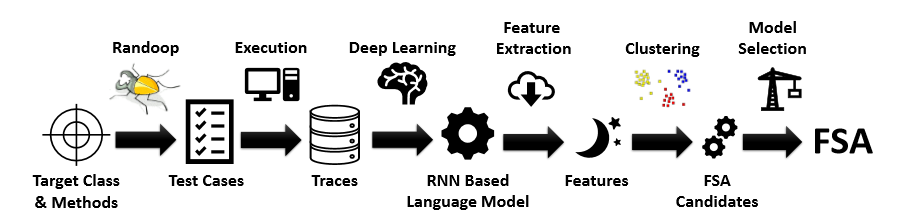 Randoop
Execution
Deep Learning
Feature
Extraction
Clustering
Model
Selection
Target Class
& Methods
Test Cases
Traces
RNN Based
Language Model
Features
FSA
Candidates
FSA